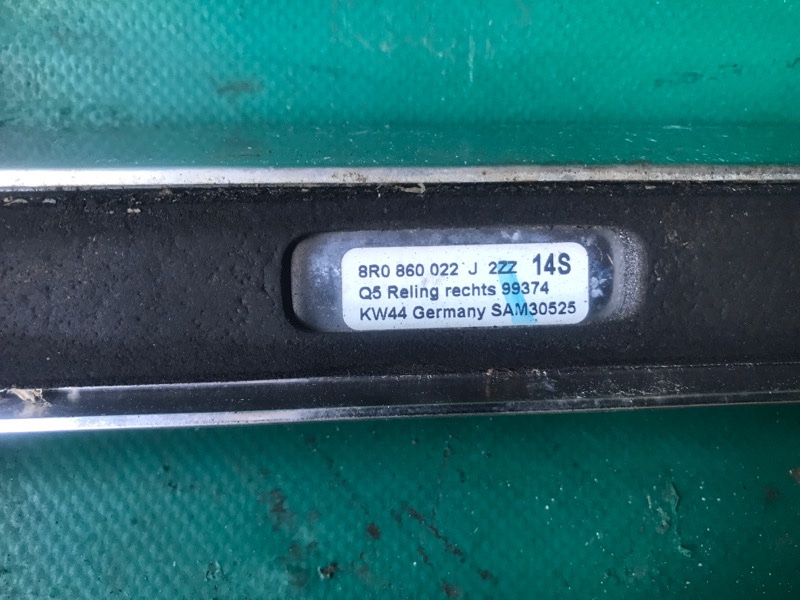 8R0 860 022 J 2ZZ 14S
Q5 Reling rechts 99374
KW44 Germany SAM30525